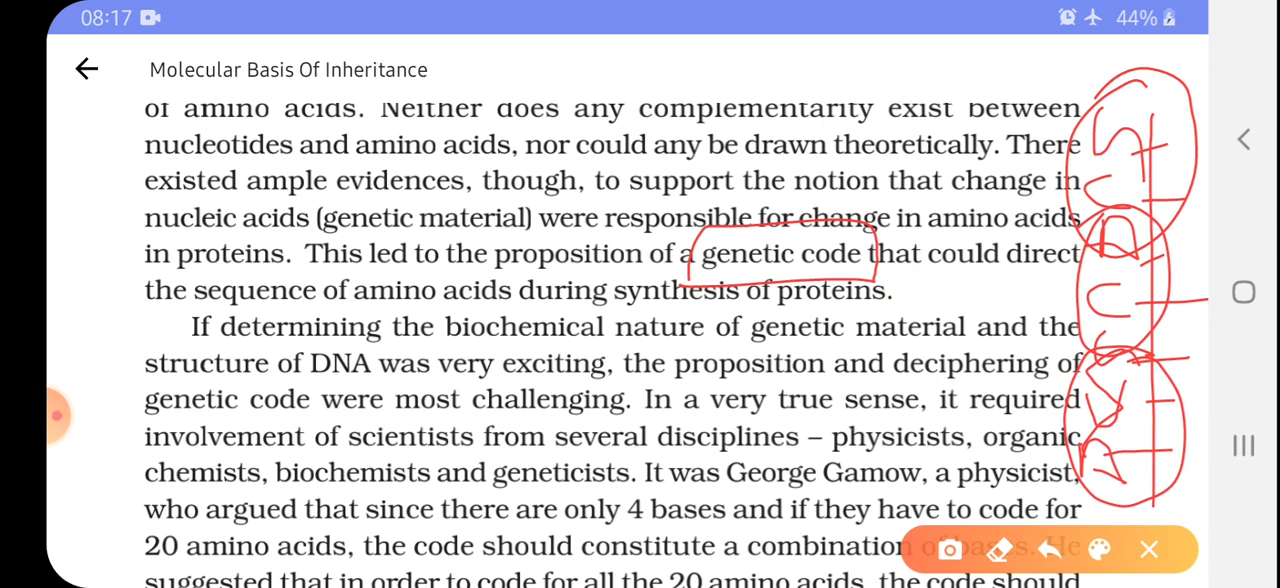 08:17
44%
Molecular Basis Of Inheritance
of amino acids. Neither does any complementarity exist between
nucleotides and amino acids, nor could any be drawn theoretically. There
existed ample evidences, though, to support the notion that change in
nucleic acids (genetic material) were responsible for change in amino acids
in proteins. This led to the proposition of a genetic code that could direct
the sequence of amino acids during synthesis of proteins.
If determining the biochemical nature of genetic material and the
structure of DNA was very exciting, the proposition and deciphering of
genetic code were most challenging. In a very true sense, it required
involvement of scientists from several disciplines – physicists, organic
chemists, biochemists and geneticists. It was George Gamow, a physicist,
who argued that since there are only 4 bases and if they have to code for
20 amino acids, the code should constitute a combination of bases. He
suggested that in order to code for all the 20 amino acids, the code should